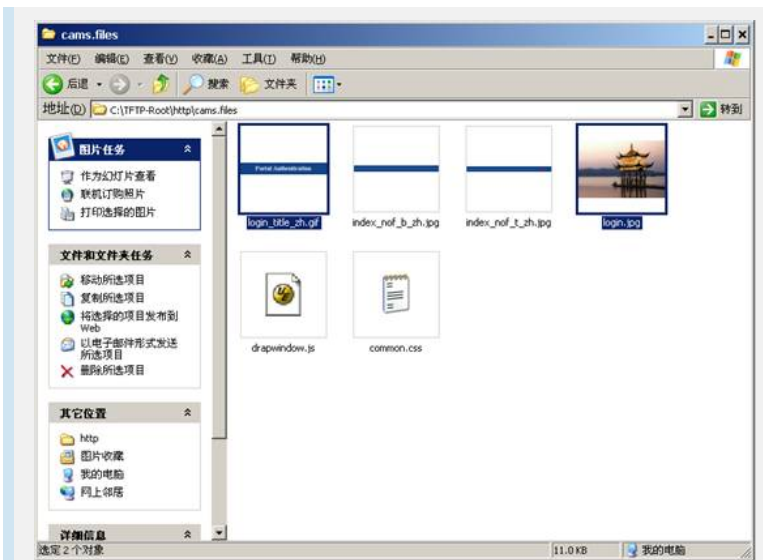 cams.files
文件(F) 编辑(E) 查看(V) 收藏(A) 工具(T) 帮助(H)
后退 搜索 文件夹
地址(D) C:\TFTP-Root\http\cams.files 转到
图片任务
作为幻灯片查看
联机订购照片
打印选择的图片
文件和文件夹任务
移动所选项目
复制所选项目
将选择的项目发布到
Web
以电子邮件形式发送
所选项目
删除所选项目
其它位置
http
图片收藏
我的电脑
网上邻居
详细信息
Portal Authentication
login_title_zh.gif index_nof_b_zh.jpg index_nof_t_zh.jpg login.jpg
drapwindow.js common.css
选定 2 个对象 11.0 KB 我的电脑